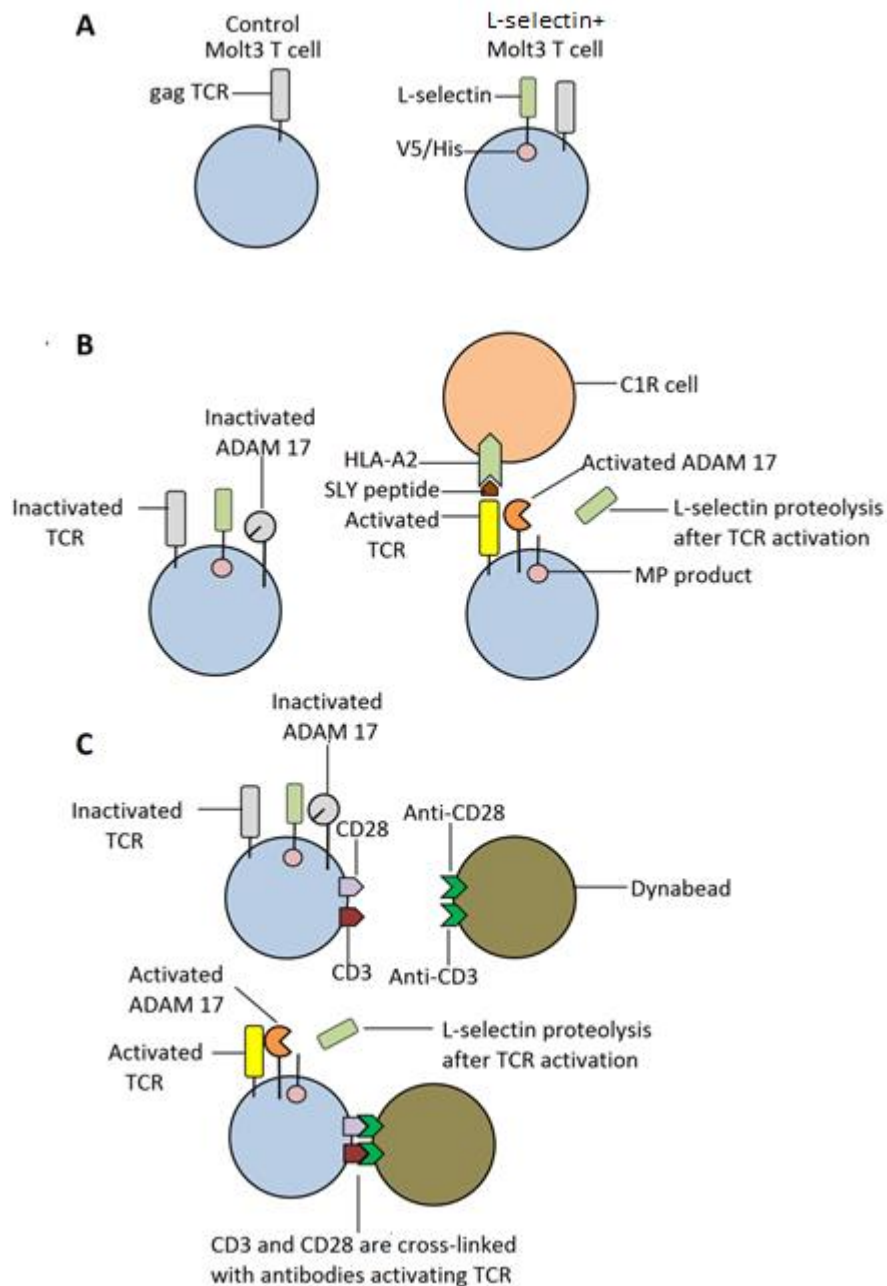 A
Control
Molt3 T cell
gag TCR
L-selectin+
Molt3 T cell
L-selectin
V5/His
B
Inactivated
ADAM 17
Inactivated
TCR
C1R cell
HLA-A2
SLY peptide
Activated
TCR
Activated ADAM 17
L-selectin proteolysis
after TCR activation
MP product
C
Inactivated
ADAM 17
Inactivated
TCR
CD28
CD3
Anti-CD28
Anti-CD3
Dynabead
Activated
ADAM 17
Activated
TCR
L-selectin proteolysis
after TCR activation
CD3 and CD28 are cross-linked
with antibodies activating TCR